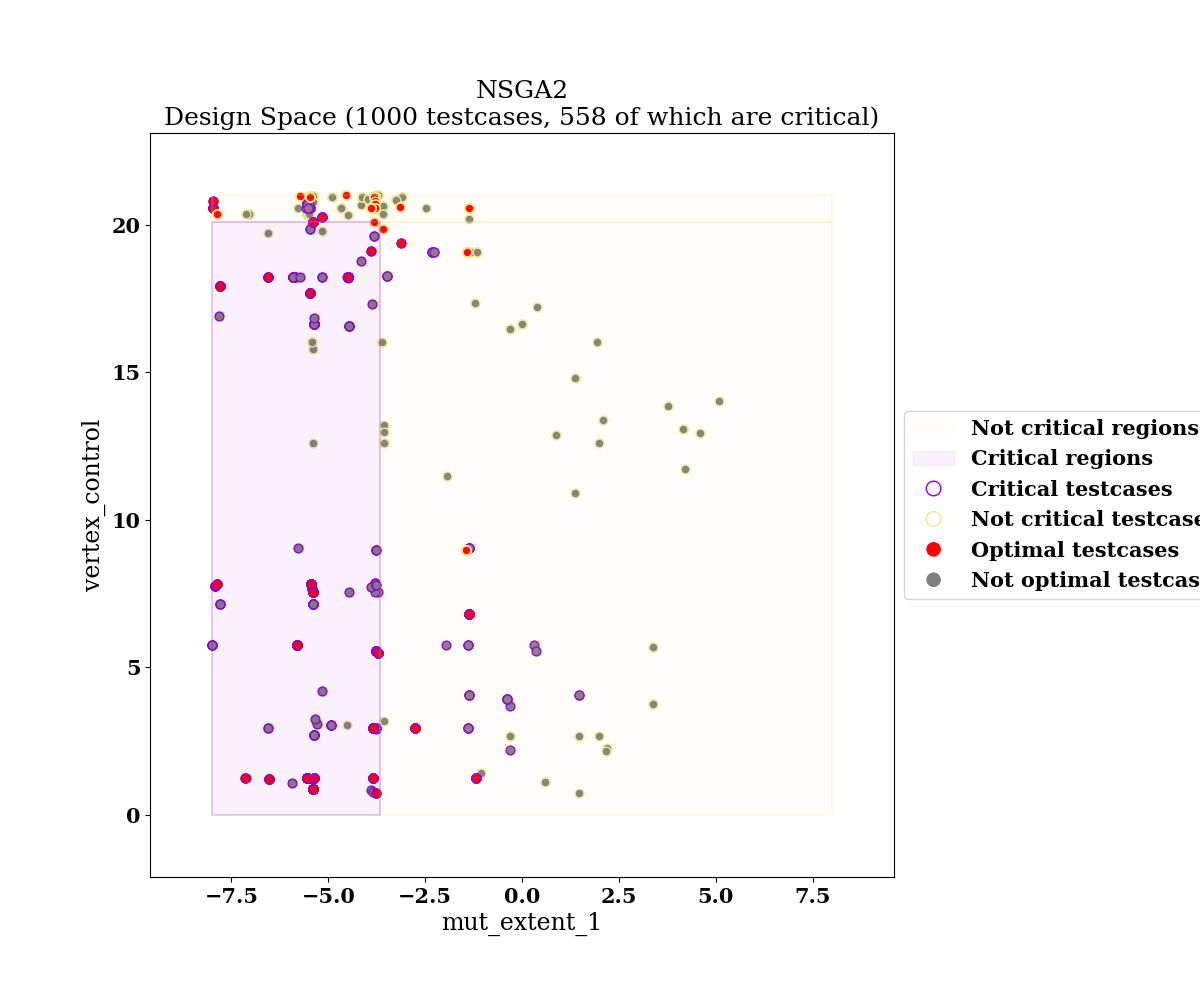 NSGA2
Design Space (1000 testcases, 558 of which are critical)
vertex_control
20
15
10
5
0
−7.5
−5.0
−2.5
0.0
2.5
5.0
7.5
mut_extent_1
Not critical regions
Critical regions
Critical testcases
Not critical testcase
Optimal testcases
Not optimal testcas